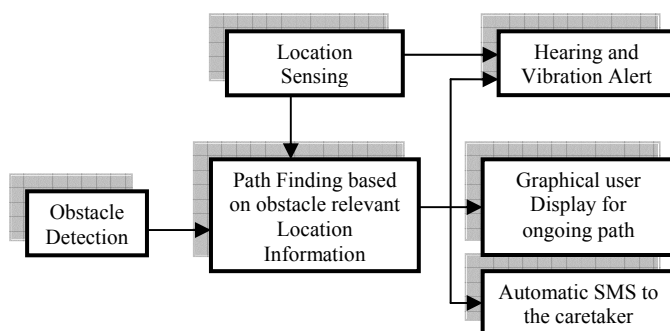 Location
Sensing
Hearing and
Vibration Alert
Path Finding based
on obstacle relevant
Location
Information
Obstacle
Detection
Graphical user
Display for
ongoing path
Automatic SMS to
the caretaker